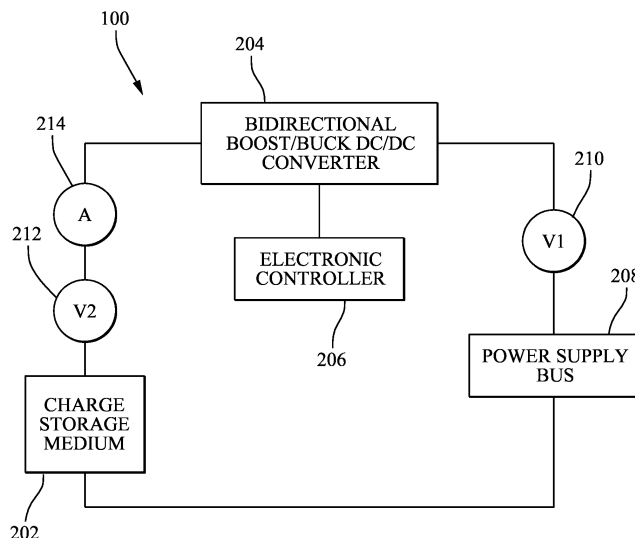 100
204
BIDIRECTIONAL
BOOST/BUCK DC/DC
CONVERTER
214
A
210
V1
212
V2
ELECTRONIC
CONTROLLER
206
208
POWER SUPPLY
BUS
CHARGE
STORAGE
MEDIUM
202